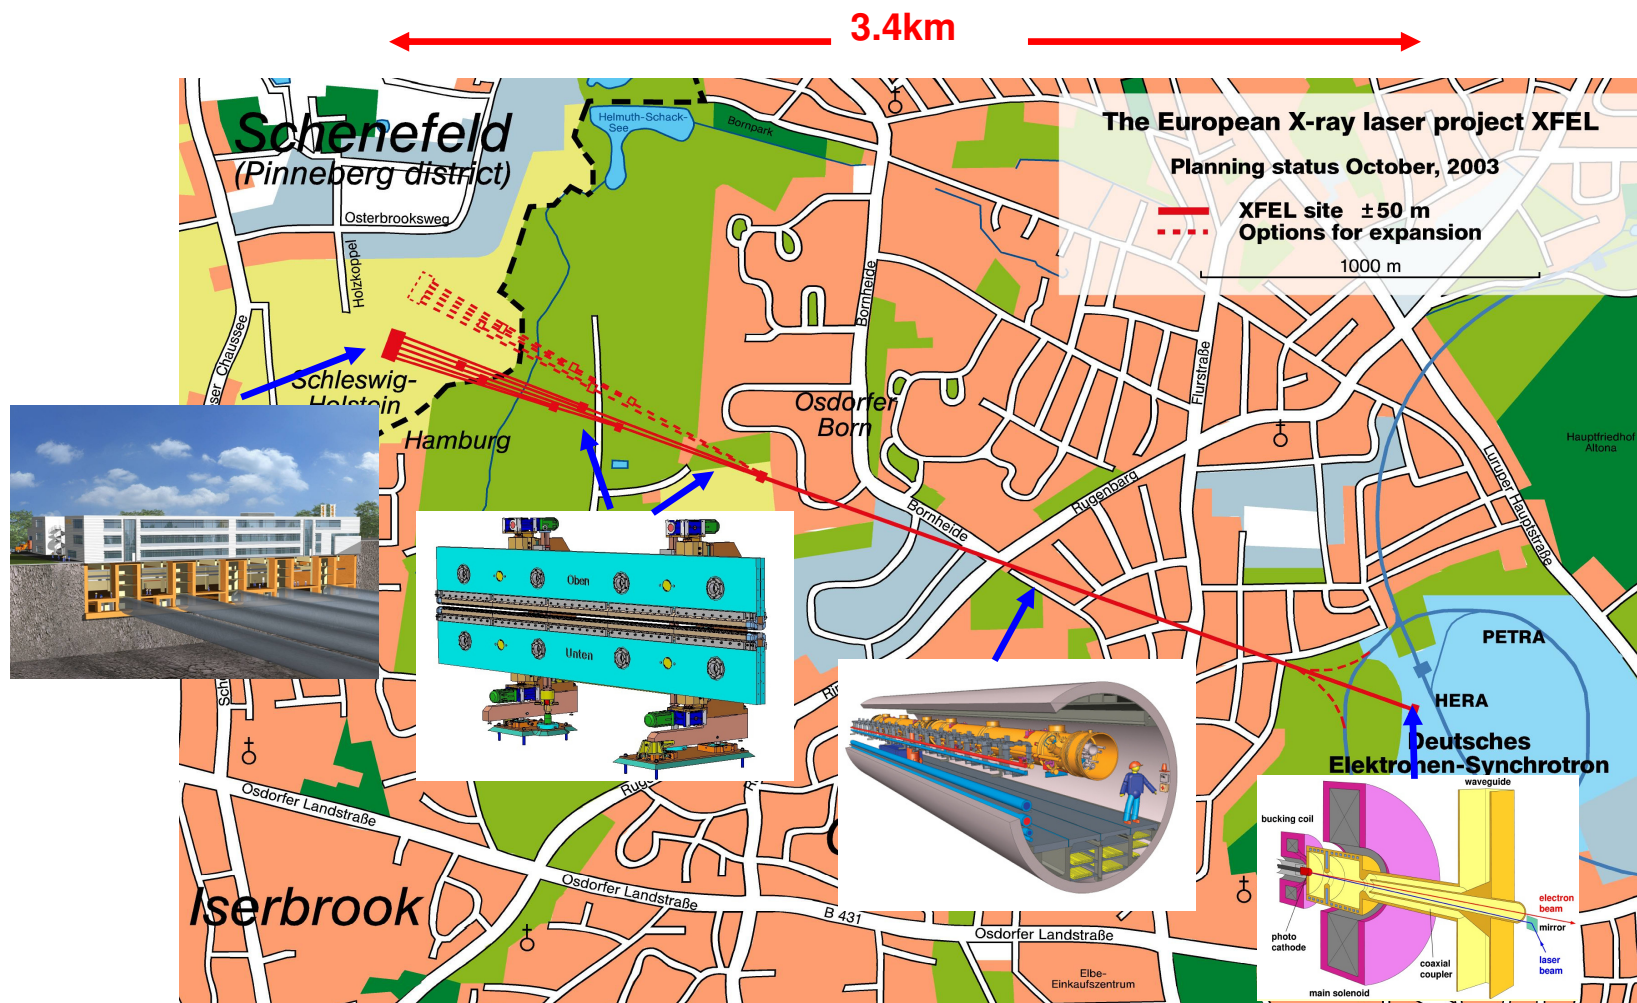 3.4km
The European X-ray laser project XFEL
Planning status October, 2003
XFEL site ±50 m
Options for expansion
1000 m
Schenefeld
(Pinneberg district)
Helmuth-Schack-
See
Bornpark
Osterbrooksweg
Holzkoppel
Chaussee
Bornheide
Flurstraße
Schleswig-
Holstein
Hamburg
Osdorfer
Born
Hauptfriedhof
Altona
Luruper Hauptstraße
Rugenbarg
Bornheide
Oben
Unten
PETRA
HERA
Deutsches
Elektronen-Synchrotron
waveguide
bucking coil
electron
beam
mirror
photo
cathode
coaxial
coupler
laser
beam
main solenoid
Osdorfer Landstraße
Osdorfer Landstraße
B 431
Osdorfer Landstraße
Iserbrook
Elbe-
Einkaufszentrum